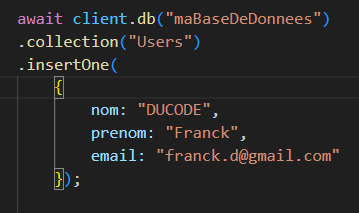 await client.db("maBaseDeDonnees")
.collection("Users")
.insertOne(
{
nom: "DUCODE",
prenom: "Franck",
email: "franck.d@gmail.com"
});